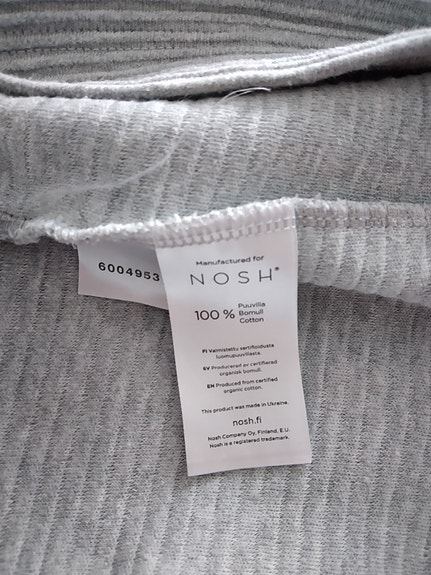 6004953
Manufactured for
NOSH®
100 % Puuvilla
Bomull
Cotton
FI Valmistettu sertifioidusta
luomupuuvillasta.
SV Producerad av certifierad
organisk bomull.
EN Produced from certified
organic cotton.
This product was made in Ukraine.
nosh.fi
Nosh Company Oy, Finland, E.U.
Nosh is a registered trademark.